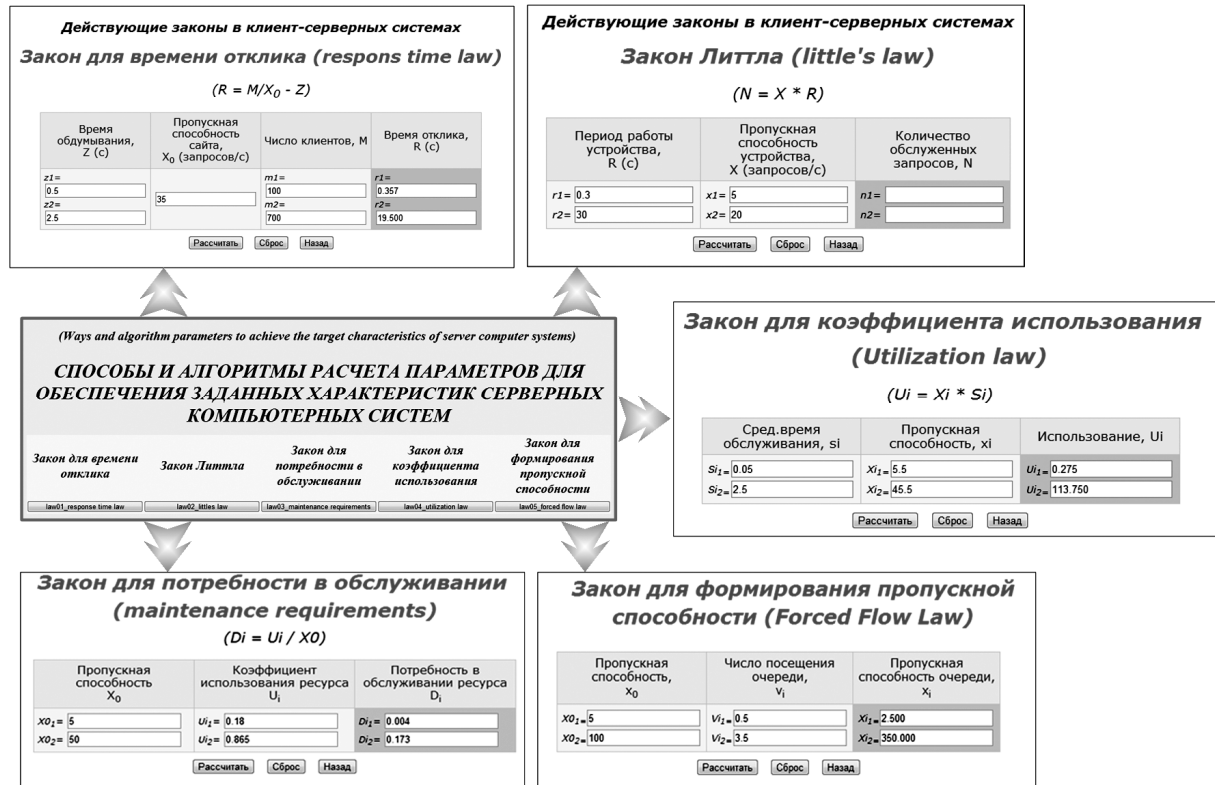 Действующие законы в клиент-серверных системах
Закон для времени отклика (respons time law)
(R = M/X0 - Z)
Время обдумывания, Z (с)
Пропускная способность сайта, X0 (запросов/с)
Число клиентов, M
Время отклика, R (с)
z1= 0.5
z2= 2.5
35
m1= 100
m2= 700
r1= 0.357
r2= 19.500
Рассчитать Сброс Назад
Действующие законы в клиент-серверных системах
Закон Литтла (little's law)
(N = X * R)
Период работы устройства, R (с)
Пропускная способность устройства, X (запросов/с)
Количество обслуженных запросов, N
r1= 0.3 x1= 5 n1=
r2= 30 x2= 20 n2=
Рассчитать Сброс Назад
(Ways and algorithm parameters to achieve the target characteristics of server computer systems)
СПОСОБЫ И АЛГОРИТМЫ РАСЧЕТА ПАРАМЕТРОВ ДЛЯ
ОБЕСПЕЧЕНИЯ ЗАДАННЫХ ХАРАКТЕРИСТИК СЕРВЕРНЫХ
КОМПЬЮТЕРНЫХ СИСТЕМ
Закон для времени отклика
Закон Литтла
Закон для потребности в обслуживании
Закон для коэффициента использования
Закон для формирования пропускной способности
law01_response time law law02_littles law law03_maintenance requirements law04_utilization law law05_forced flow law
Закон для коэффициента использования
(Utilization law)
(Ui = Xi * Si)
Сред.время обслуживания, si
Пропускная способность, xi
Использование, Ui
Si1= 0.05 Xi1= 5.5 Ui1= 0.275
Si2= 2.5 Xi2= 45.5 Ui2= 113.750
Рассчитать Сброс Назад
Закон для потребности в обслуживании
(maintenance requirements)
(Di = Ui / X0)
Пропускная способность X0
Коэффициент использования ресурса Ui
Потребность в обслуживании ресурса Di
X01= 5 Ui1= 0.18 Di1= 0.004
X02= 50 Ui2= 0.865 Di2= 0.173
Рассчитать Сброс Назад
Закон для формирования пропускной
способности (Forced Flow Law)
Пропускная способность, x0
Число посещения очереди, vi
Пропускная способность очереди, xi
X01= 5 Vi1= 0.5 Xi1= 2.500
X02= 100 Vi2= 3.5 Xi2= 350.000
Рассчитать Сброс Назад